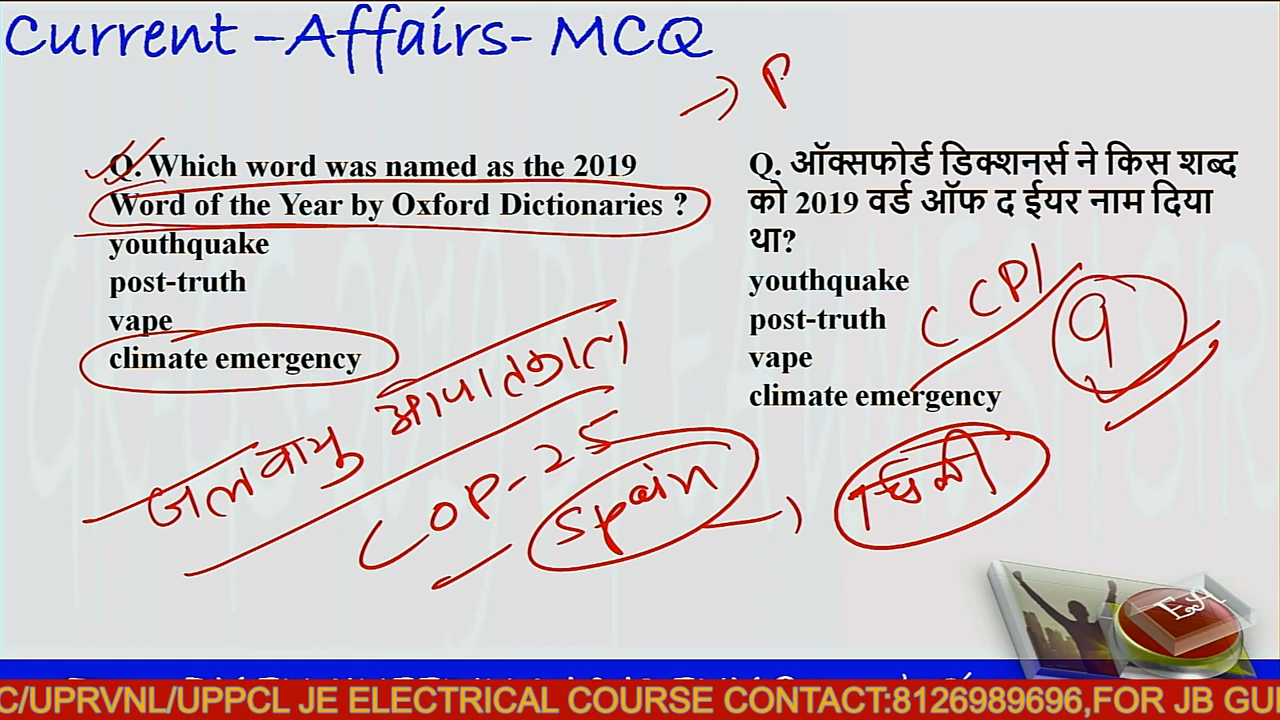 Current –Affairs- MCQ
P
Q. Which word was named as the 2019
Word of the Year by Oxford Dictionaries ?
youthquake
post-truth
vape
climate emergency
Q. ऑक्सफोर्ड डिक्शनर्स ने किस शब्द
को 2019 वर्ड ऑफ द ईयर नाम दिया
था?
youthquake
post-truth
vape
climate emergency
CCPI
9
जलवायु आपातकाल
COP-25
Spain
चिली
EA
C/UPRVNL/UPPCL JE ELECTRICAL COURSE CONTACT:8126989696,FOR JB GUI